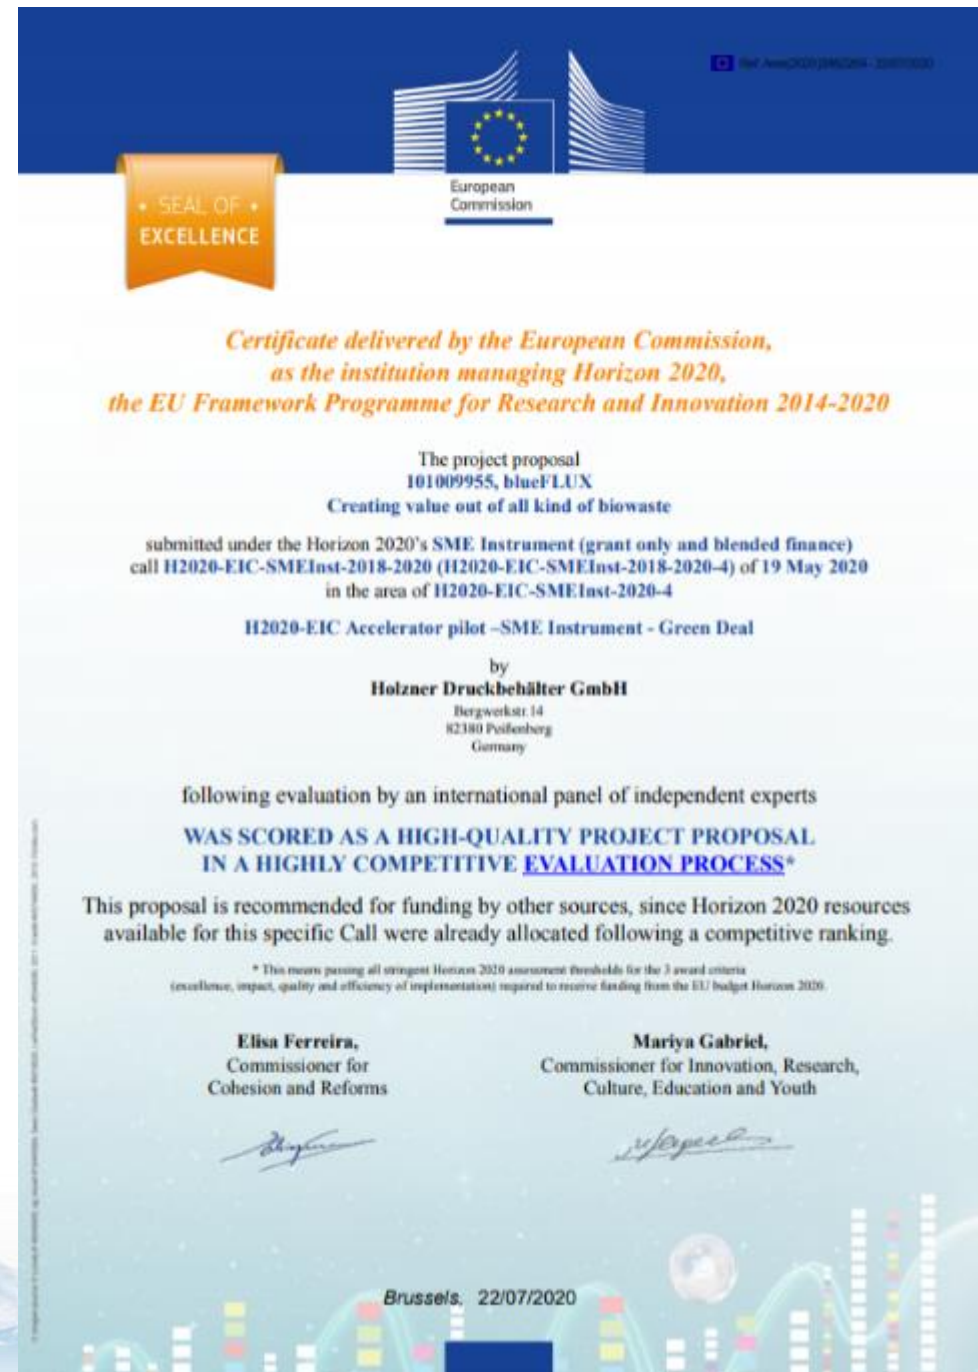 SEAL OF
EXCELLENCE
European
Commission
Certificate delivered by the European Commission,
as the institution managing Horizon 2020,
the EU Framework Programme for Research and Innovation 2014-2020
The project proposal
101009955, blueFLUX
Creating value out of all kind of biowaste
submitted under the Horizon 2020's SME Instrument (grant only and blended finance)
call H2020-EIC-SMEInst-2018-2020 (H2020-EIC-SMEInst-2018-2020-4) of 19 May 2020
in the area of H2020-EIC-SMEInst-2020-4
H2020-EIC Accelerator pilot –SME Instrument - Green Deal
by
Holzner Druckbehälter GmbH
Bergwerkstr.14
82380 Peißenberg
Germany
following evaluation by an international panel of independent experts
WAS SCORED AS A HIGH-QUALITY PROJECT PROPOSAL
IN A HIGHLY COMPETITIVE EVALUATION PROCESS*
This proposal is recommended for funding by other sources, since Horizon 2020 resources
available for this specific Call were already allocated following a competitive ranking.
* This means passing all stringent Horizon 2020 assessment thresholds for the 3 award criteria
(excellence, impact, quality and efficiency of implementation) required to receive funding from the EU budget Horizon 2020.
Elisa Ferreira,
Commissioner for
Cohesion and Reforms
Mariya Gabriel,
Commissioner for Innovation, Research,
Culture, Education and Youth
Brussels, 22/07/2020